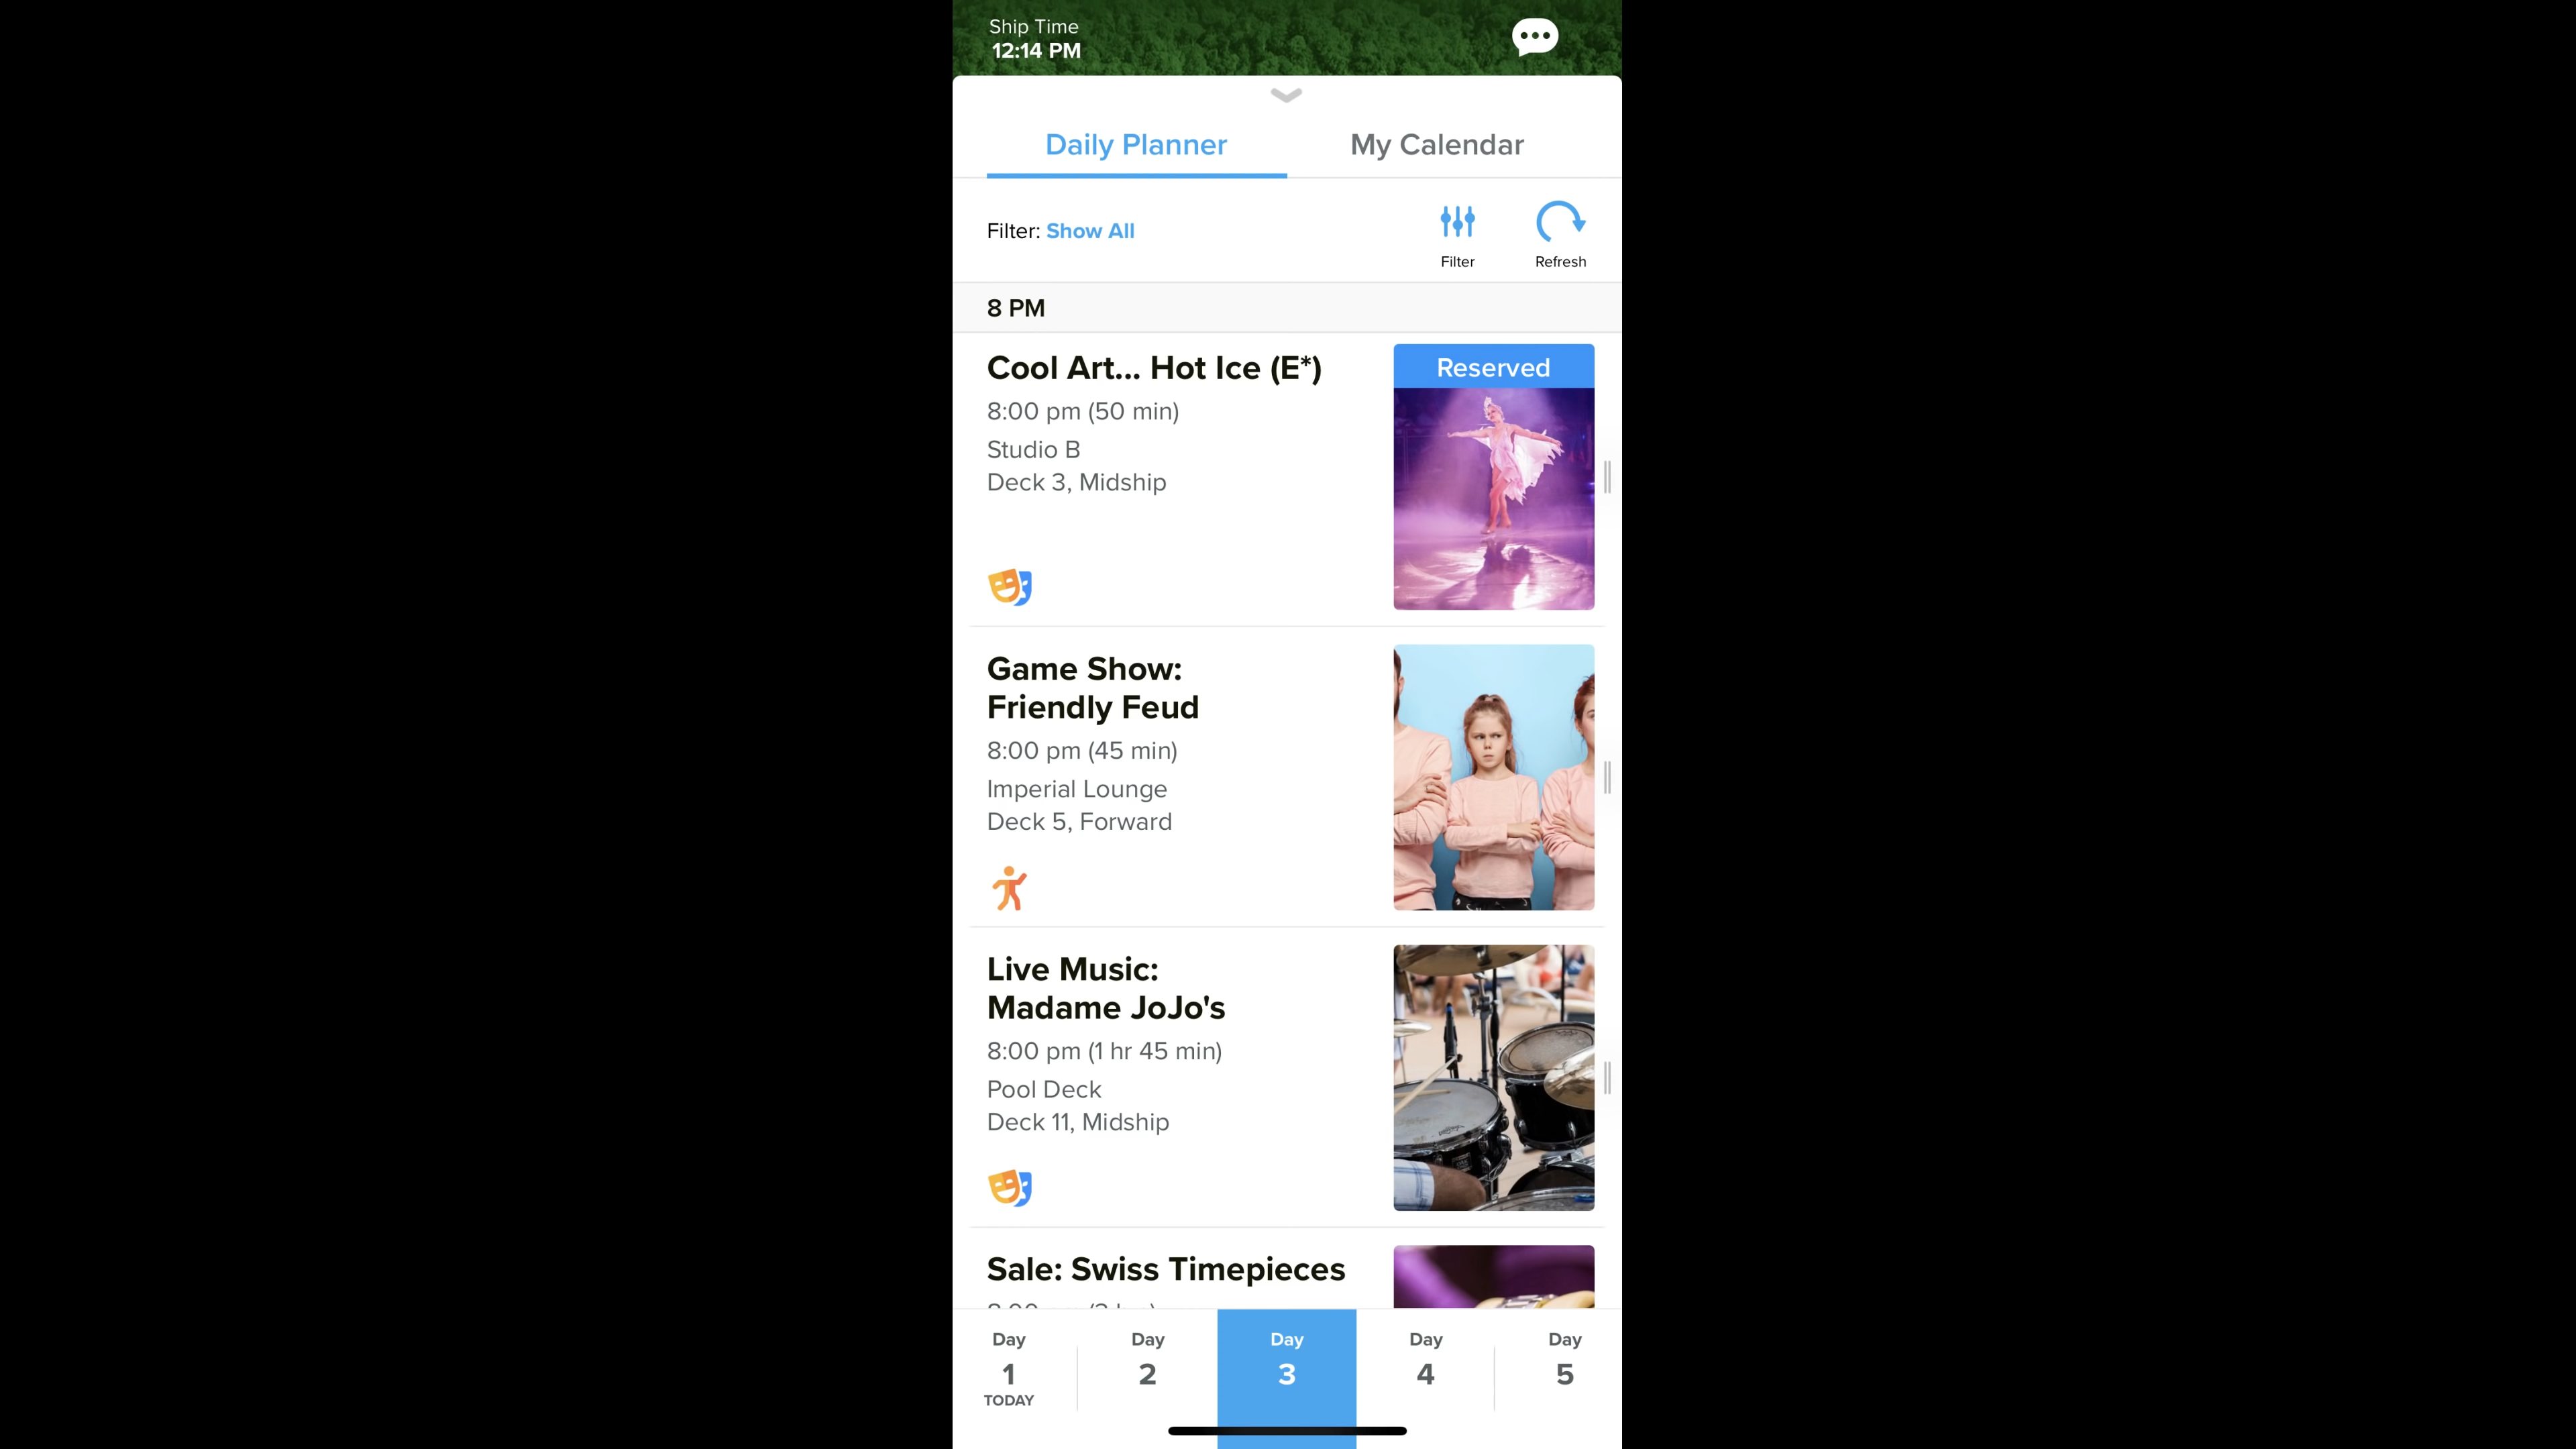 Ship Time
12:14 PM
Daily Planner
My Calendar
Filter: Show All
Filter
Refresh
8 PM
Cool Art... Hot Ice (E*)
8:00 pm (50 min)
Studio B
Deck 3, Midship
Reserved
Game Show:
Friendly Feud
8:00 pm (45 min)
Imperial Lounge
Deck 5, Forward
Live Music:
Madame JoJo's
8:00 pm (1 hr 45 min)
Pool Deck
Deck 11, Midship
Sale: Swiss Timepieces
Day
1
TODAY
Day
2
Day
3
Day
4
Day
5